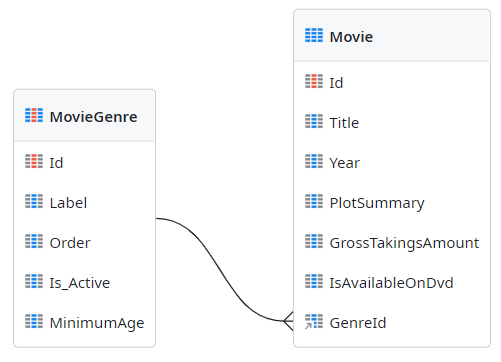 MovieGenre
Id
Label
Order
Is_Active
MinimumAge
Movie
Id
Title
Year
PlotSummary
GrossTakingsAmount
IsAvailableOnDvd
GenreId